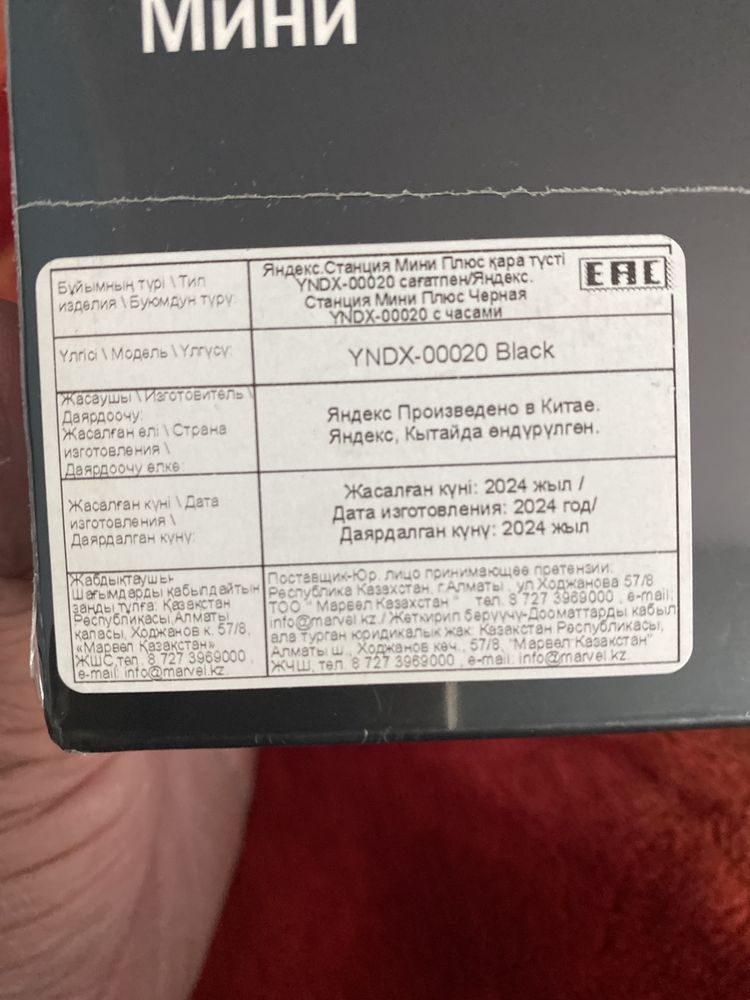 Мини
Бұйымның түрі \ Тип
изделия \ Буюмдун түрү:
Яндекс.Станция Мини Плюс қара түсті
YNDX-00020 сағатпен/Яндекс.
Станция Мини Плюс Черная
YNDX-00020 с часами
EAC
Үлгісі \ Модель \ Үлгүсү:
YNDX-00020 Black
Жасаушы \ Изготовитель \
Даярдоочу:
Жасалған елі \ Страна
изготовления \
Даярдоочу өлкө:
Яндекс Произведено в Китае.
Яндекс, Кытайда өндүрүлгөн.
Жасалған күні \ Дата
изготовления \
Даярдалган күнү:
Жасалған күні: 2024 жыл /
Дата изготовления: 2024 год/
Даярдалган күнү: 2024 жыл
Жабдықтаушы-
Шағымдарды қабылдайтын
заңды тұлға: Қазақстан
Республикасы,Алматы
қаласы, Ходжанов к. 57/8,
«Марвел Казахстан»
ЖШС,тел. 8 727 3969000 ,
e-mail: info@marvel.kz.
Поставщик-Юр. лицо принимающее претензии:
Республика Казахстан, г.Алматы , ул Ходжанова 57/8
ТОО " Марвел Казахстан " тел. 8 727 3969000 , e-mail:
info@marvel.kz./ Жеткирип берүүчү-Дооматтарды кабыл
ала турган юридикалык жак: Казакстан Республикасы,
Алматы ш., Ходжанов көч., 57/8, "Марвел Казахстан"
ЖЧШ, тел. 8 727 3969000 , e-mail: info@marvel.kz.